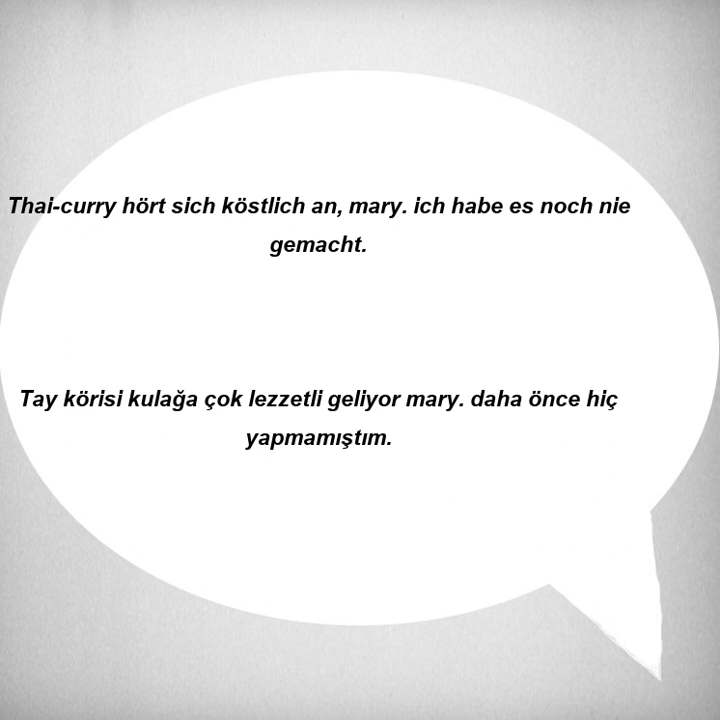 Thai-curry hört sich köstlich an, mary. ich habe es noch nie
gemacht.
Tay körisi kulağa çok lezzetli geliyor mary. daha önce hiç
yapmamıştım.